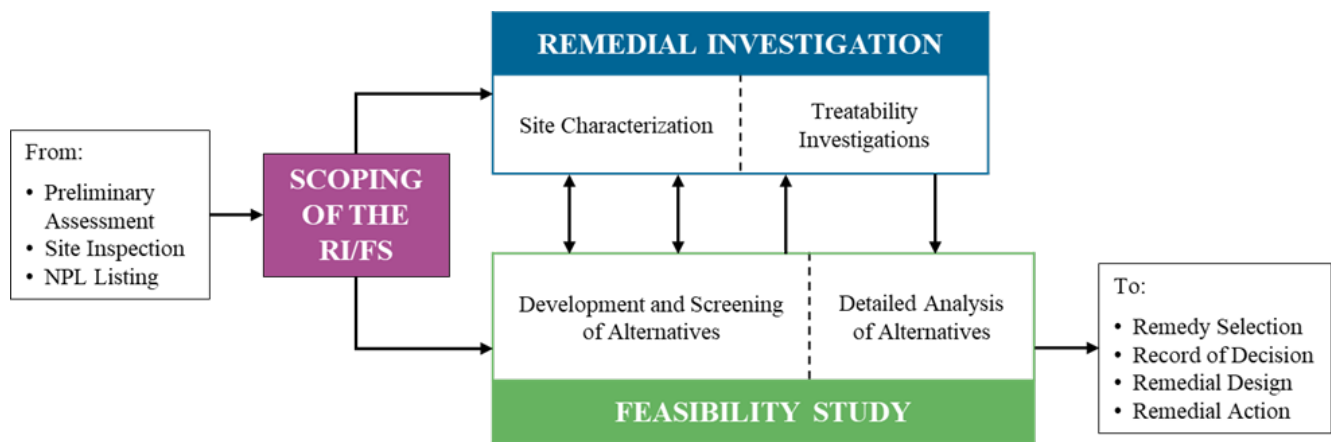 From:
• Preliminary
Assessment
• Site Inspection
• NPL Listing
SCOPING
OF THE
RI/FS
REMEDIAL INVESTIGATION
Site Characterization
Treatability
Investigations
Development and Screening
of Alternatives
Detailed Analysis
of Alternatives
FEASIBILITY STUDY
To:
• Remedy Selection
• Record of Decision
• Remedial Design
• Remedial Action